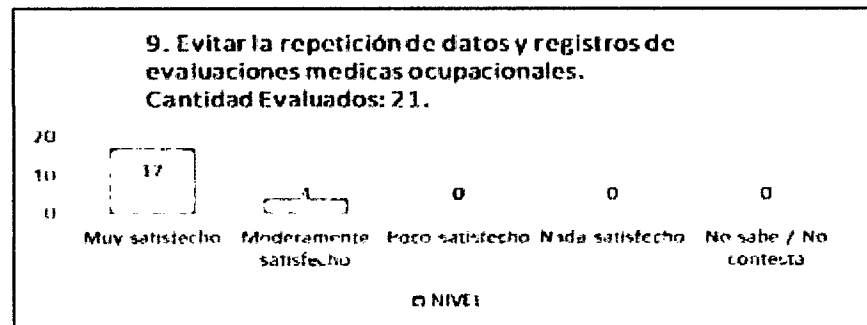 9. Evitar la repetición de datos y registros de
evaluaciones medicas ocupacionales.
Cantidad Evaluados: 21.
20
10
0
17
4
0
0
0
Muy satisfecho
Moderamente
satisfecho
Poco satisfecho
Nada satisfecho
No sabe / No
contesta
NIVEL